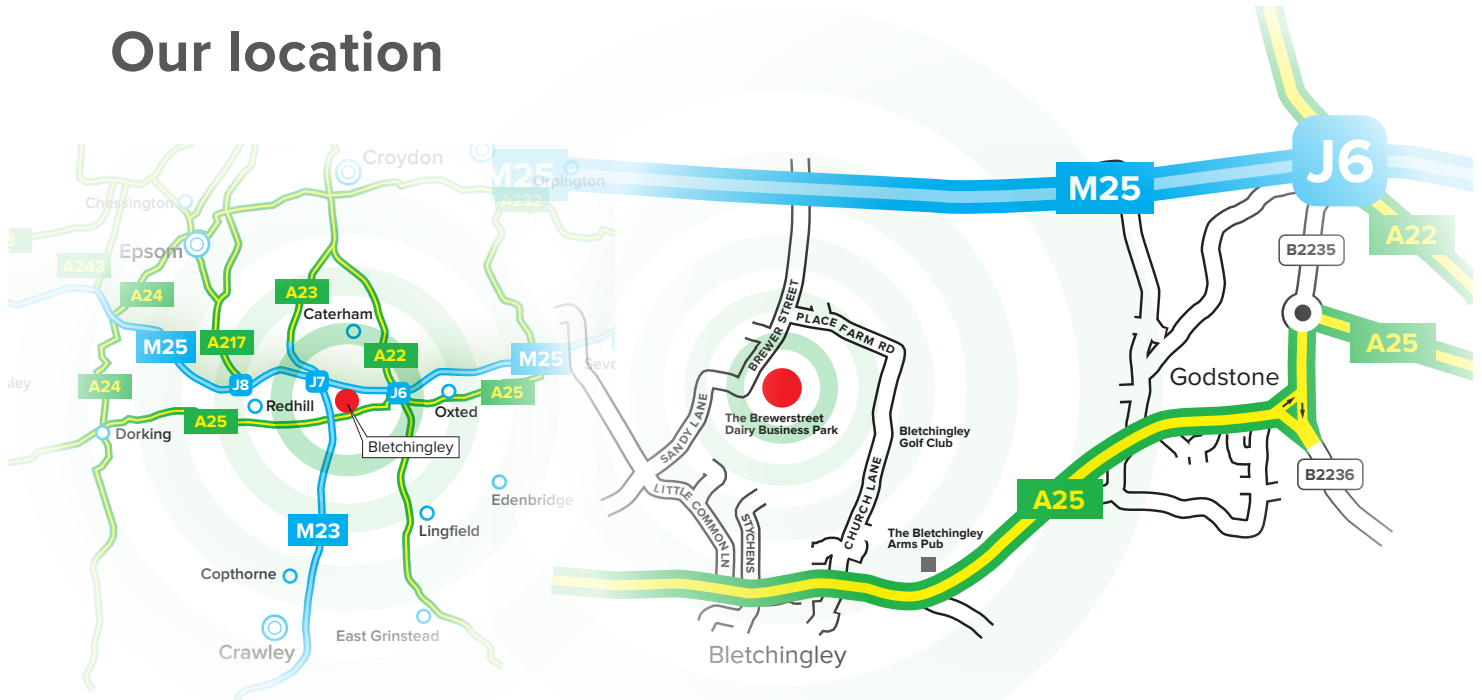 Our location
Croydon
M25
Orpington
A232
Chessington
Epsom
A243
A24
A23
Caterham
M25
A217
A22
M25
J8
J7
J6
A24
A25
Redhill
Oxted
A25
Dorking
Bletchingley
Edenbridge
Lingfield
M23
Copthorne
East Grinstead
Crawley
M25
J6
A22
B2235
A25
BREWER STREET
PLACE FARM RD
Godstone
The Brewerstreet
Dairy Business Park
SANDY LANE
Bletchingley
Golf Club
LITTLE COMMON LN
STYCHENS
CHURCH LANE
B2236
A25
The Bletchingley
Arms Pub
Bletchingley